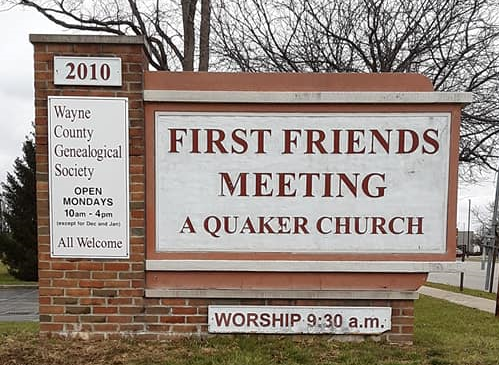 2010
Wayne
County
Genealogical
Society
OPEN
MONDAYS
10am - 4pm
(except for Dec and Jan)
All Welcome
FIRST FRIENDS
MEETING
A QUAKER CHURCH
WORSHIP 9:30 a.m.